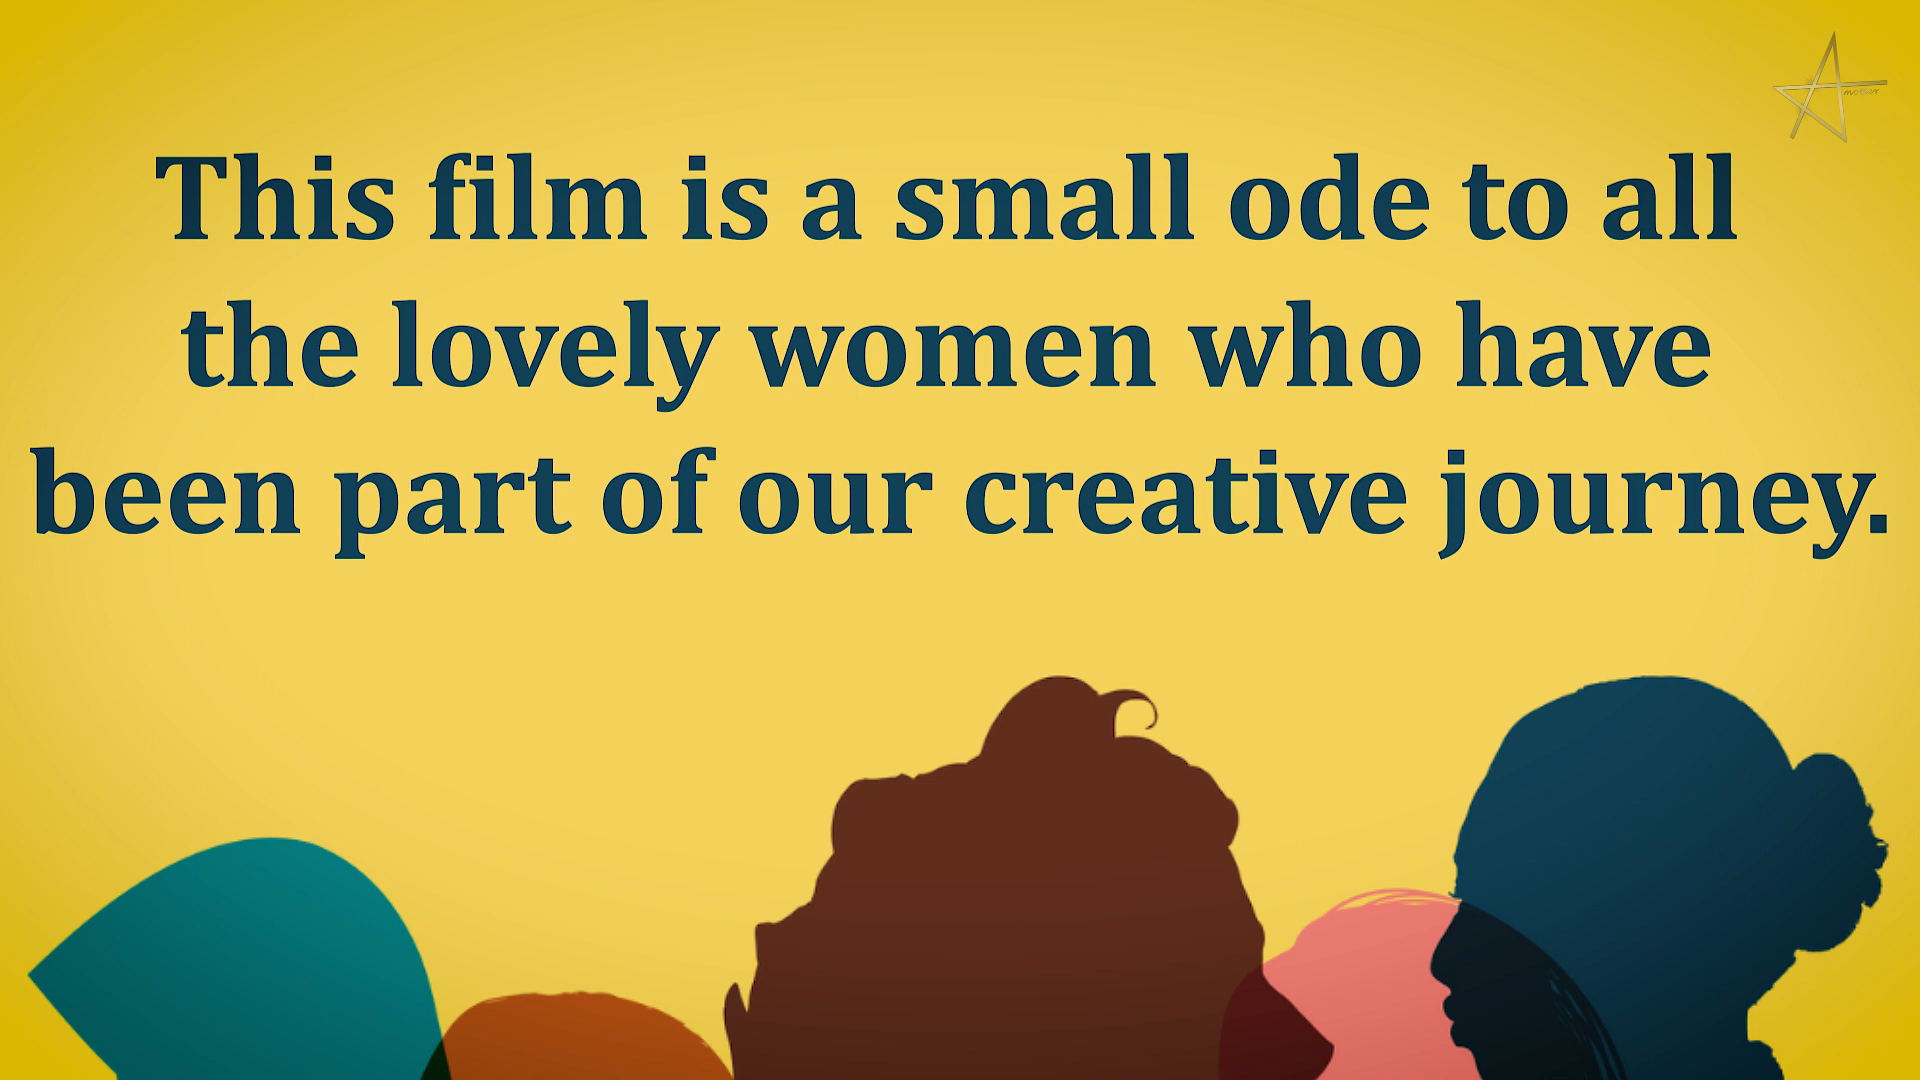 This film is a small ode to all
the lovely women who have
been part of our creative journey.